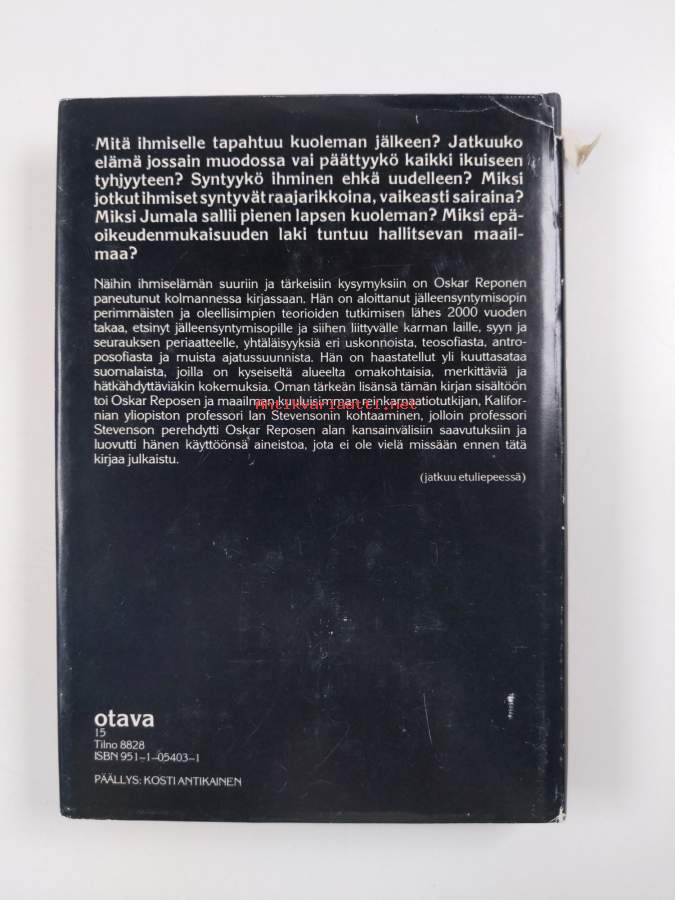 Mitä ihmiselle tapahtuu kuoleman jälkeen? Jatkuuko
elämä jossain muodossa vai päättyykö kaikki ikuiseen
tyhjyyteen? Syntyykö ihminen ehkä uudelleen? Miksi
jotkut ihmiset syntyvät raajarikkoina, vaikeasti sairaina?
Miksi Jumala sallii pienen lapsen kuoleman? Miksi epä-
oikeudenmukaisuuden laki tuntuu hallitsevan maail-
maa?
Näihin ihmiselämän suuriin ja tärkeisiin kysymyksiin on Oskar Reponen
paneutunut kolmannessa kirjassaan. Hän on aloittanut jälleensyntymisopin
perimmäisten ja oleellisimpien teorioiden tutkimisen lähes 2000 vuoden
takaa, etsinyt jälleensyntymisopille ja siihen liittyvälle karman laille, syyn ja
seurauksen periaatteelle, yhtäläisyyksiä eri uskonnoista, teosofiasta, antro-
posofiasta ja muista ajatussuunnista. Hän on haastatellut yli kuuttasataa
suomalaista, joilla on kyseiseltä alueelta omakohtaisia, merkittäviä ja
hätkähdyttäviäkin kokemuksia. Oman tärkeän lisänsä tämän kirjan sisältöön
toi Oskar Reposen ja maailman kuuluisimman reinkarnaatiotutkijan, Kalifor-
nian yliopiston professori Ian Stevensonin kohtaaminen, jolloin professori
Stevenson perehdytti Oskar Reposen alan kansainvälisiin saavutuksiin ja
luovutti hänen käyttöönsä aineistoa, jota ei ole vielä missään ennen tätä
kirjaa julkaistu.
(jatkuu etuliepeessä)
Antikvariaatti.net
otava
15
Tilno 8828
ISBN 951-1-05403-1
PÄÄLLYS: KOSTI ANTIKAINEN